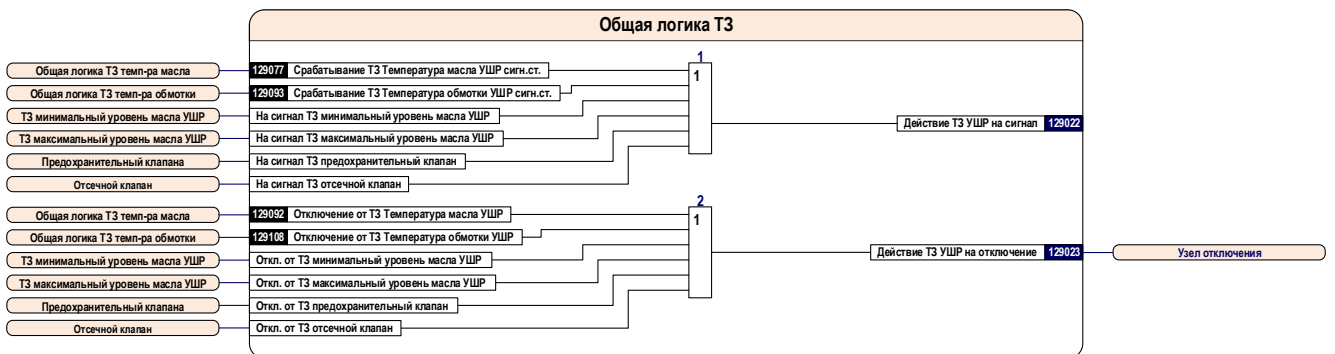 Общая логика ТЗ
1
Общая логика ТЗ темп-ра масла 129077 Срабатывание ТЗ Температура масла УШР сигн.ст. 1
Общая логика ТЗ темп-ра обмотки 129093 Срабатывание ТЗ Температура обмотки УШР сигн.ст.
ТЗ минимальный уровень масла УШР На сигнал ТЗ минимальный уровень масла УШР
Действие ТЗ УШР на сигнал 129022
ТЗ максимальный уровень масла УШР На сигнал ТЗ максимальный уровень масла УШР
Предохранительный клапана На сигнал ТЗ предохранительный клапан
Отсечной клапан На сигнал ТЗ отсечной клапан
2
Общая логика ТЗ темп-ра масла 129092 Отключение от ТЗ Температура масла УШР 1
Общая логика ТЗ темп-ра обмотки 129108 Отключение от ТЗ Температура обмотки УШР
Действие ТЗ УШР на отключение 129023 Узел отключения
ТЗ минимальный уровень масла УШР Откл. от ТЗ минимальный уровень масла УШР
ТЗ максимальный уровень масла УШР Откл. от ТЗ максимальный уровень масла УШР
Предохранительный клапана Откл. от ТЗ предохранительный клапан
Отсечной клапан Откл. от ТЗ отсечной клапан